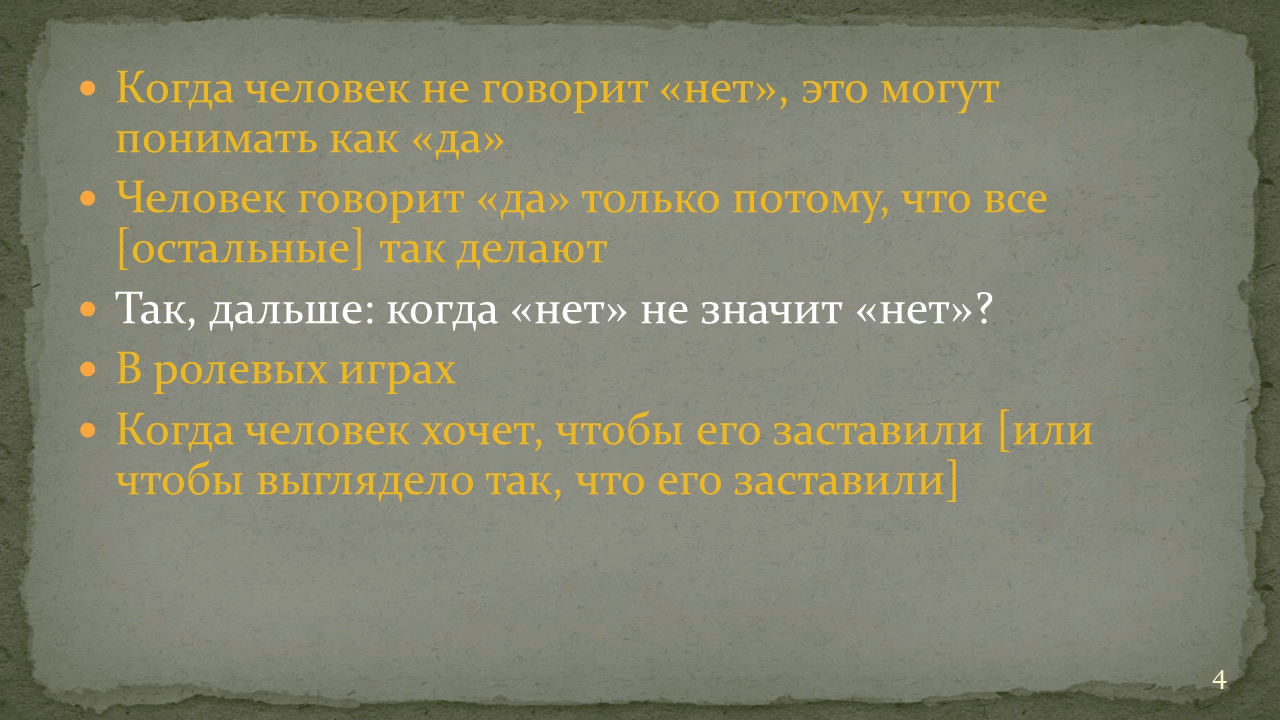 • Когда человек не говорит «нет», это могут
понимать как «да»
• Человек говорит «да» только потому, что все
[остальные] так делают
• Так, дальше: когда «нет» не значит «нет»?
• В ролевых играх
• Когда человек хочет, чтобы его заставили [или
чтобы выглядело так, что его заставили]
4